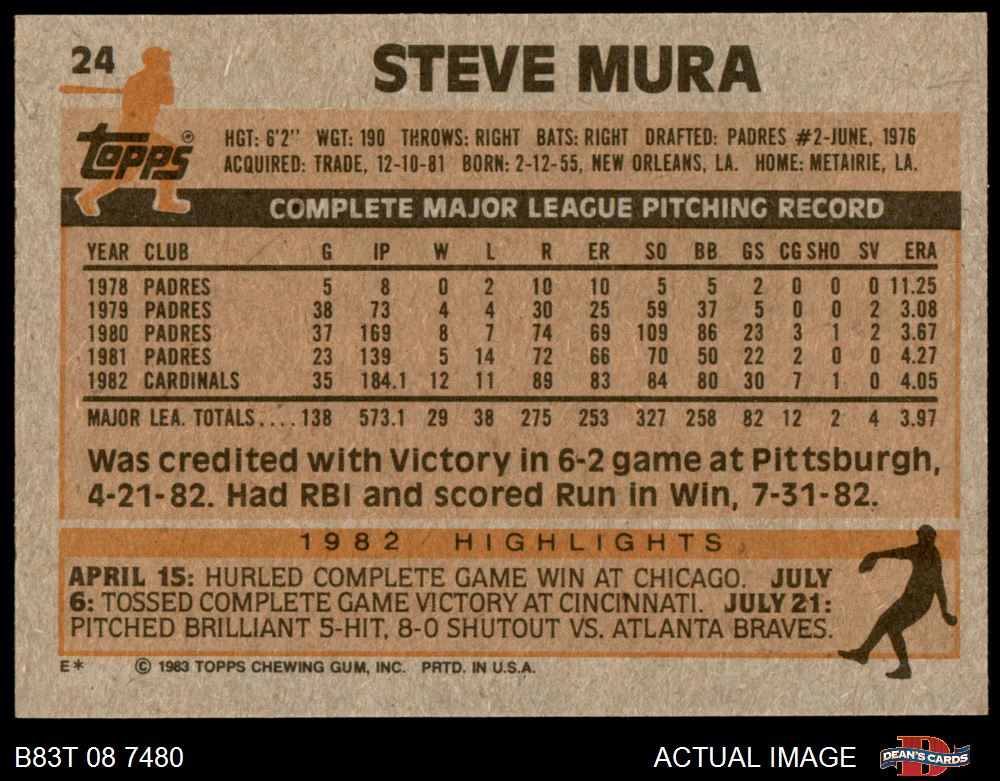 24
STEVE MURA
topps®
HGT: 6'2" WGT: 190 THROWS: RIGHT BATS: RIGHT DRAFTED: PADRES #2-JUNE, 1976
ACQUIRED: TRADE, 12-10-81 BORN: 2-12-55, NEW ORLEANS, LA. HOME: METAIRIE, LA.
COMPLETE MAJOR LEAGUE PITCHING RECORD
YEAR CLUB G IP W L R ER SO BB GS CG SHO SV ERA
1978 PADRES 5 8 0 2 10 10 5 5 2 0 0 0 11.25
1979 PADRES 38 73 4 4 30 25 59 37 5 0 0 2 3.08
1980 PADRES 37 169 8 7 74 69 109 86 23 3 1 2 3.67
1981 PADRES 23 139 5 14 72 66 70 50 22 2 0 0 4.27
1982 CARDINALS 35 184.1 12 11 89 83 84 80 30 7 1 0 4.05
MAJOR LEA. TOTALS.... 138 573.1 29 38 275 253 327 258 82 12 2 4 3.97
Was credited with Victory in 6-2 game at Pittsburgh,
4-21-82. Had RBI and scored Run in Win, 7-31-82.
1982 HIGHLIGHTS
APRIL 15: HURLED COMPLETE GAME WIN AT CHICAGO. JULY
6: TOSSED COMPLETE GAME VICTORY AT CINCINNATI. JULY 21:
PITCHED BRILLIANT 5-HIT, 8-0 SHUTOUT VS. ATLANTA BRAVES.
E* © 1983 TOPPS CHEWING GUM, INC. PRTD. IN U.S.A.
B83T 08 7480 ACTUAL IMAGE DEAN'S CARDS